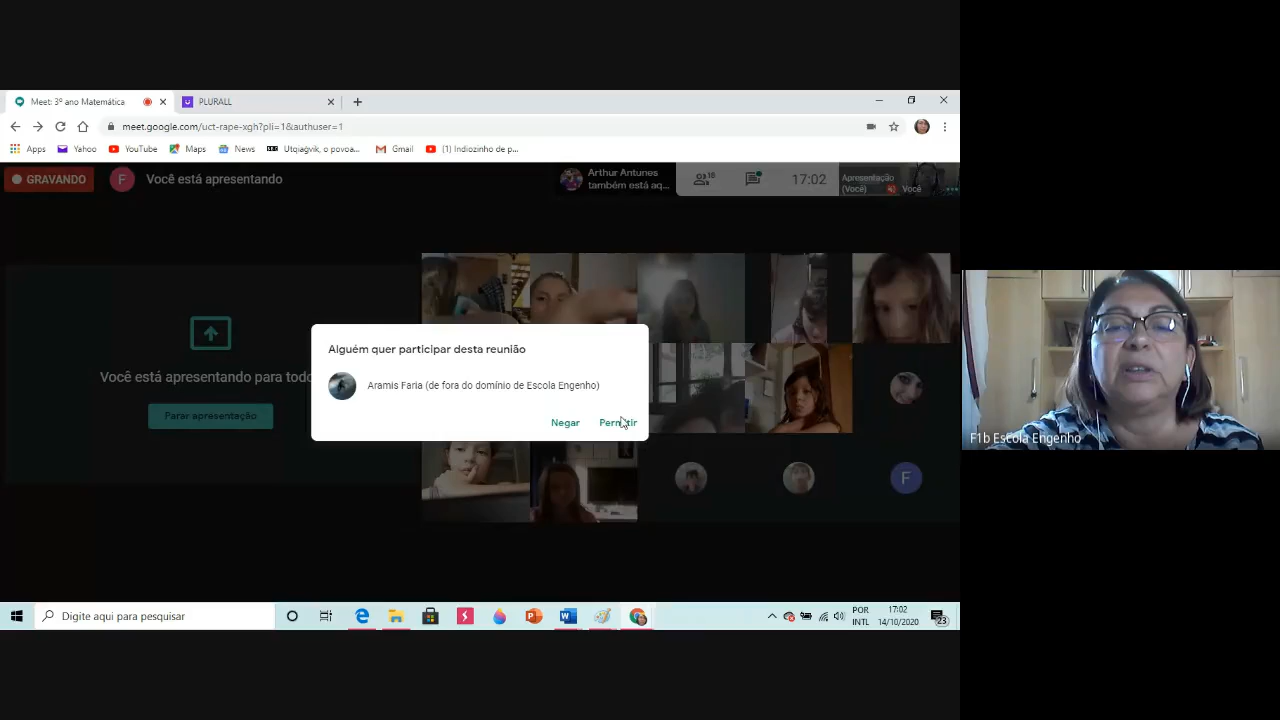 Meet: 3º ano Matemática
PLURALL
meet.google.com/uct-rape-xgh?pli=1&authuser=1
Apps Yahoo YouTube Maps News Utqiaġvik, o povoa... Gmail (1) Indiozinho de p...
GRAVANDO
F
Você está apresentando
Arthur Antunes
também está aq...
18
17:02
Apresentação
(Você)
Você
Você está apresentando para todo
Parar apresentação
Alguém quer participar desta reunião
Aramis Faria (de fora do domínio de Escola Engenho)
Negar Permitir
F
F1b Escola Engenho
Digite aqui para pesquisar
POR
INTL
17:02
14/10/2020
23